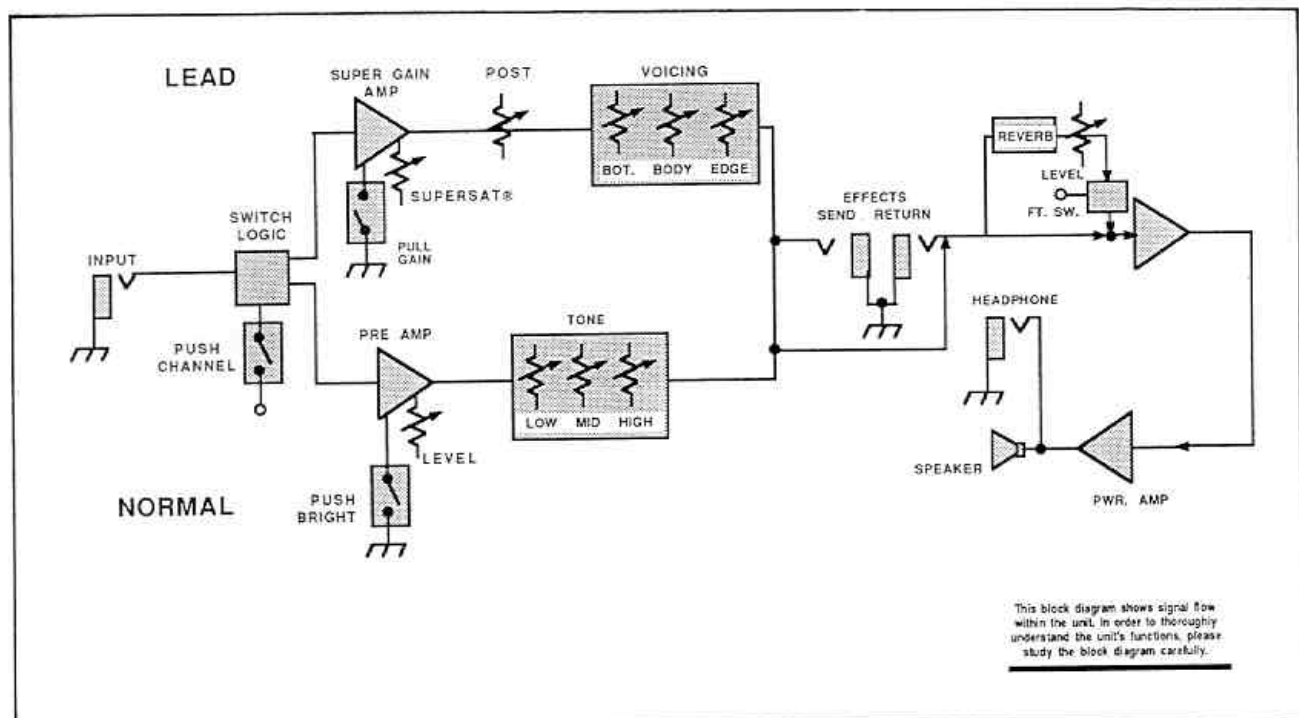 LEAD
SUPER GAIN
AMP
POST
VOICING
BOT. BODY EDGE
SUPERSAT®
PULL
GAIN
SWITCH
LOGIC
INPUT
PUSH
CHANNEL
PRE AMP
TONE
LOW MID HIGH
LEVEL
PUSH
BRIGHT
NORMAL
EFFECTS
SEND RETURN
REVERB
LEVEL
FT. SW.
HEADPHONE
SPEAKER
PWR. AMP
This block diagram shows signal flow
within the unit. In order to thoroughly
understand the unit's functions, please
study the block diagram carefully.